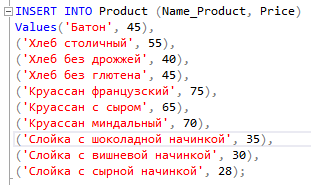 INSERT INTO Product (Name_Product, Price)
Values('Батон', 45),
('Хлеб столичный', 55),
('Хлеб без дрожжей', 40),
('Хлеб без глютена', 45),
('Круассан французский', 75),
('Круассан с сыром', 65),
('Круассан миндальный', 70),
('Слойка с шоколадной начинкой', 35),
('Слойка с вишневой начинкой', 30),
('Слойка с сырной начинкой', 28);